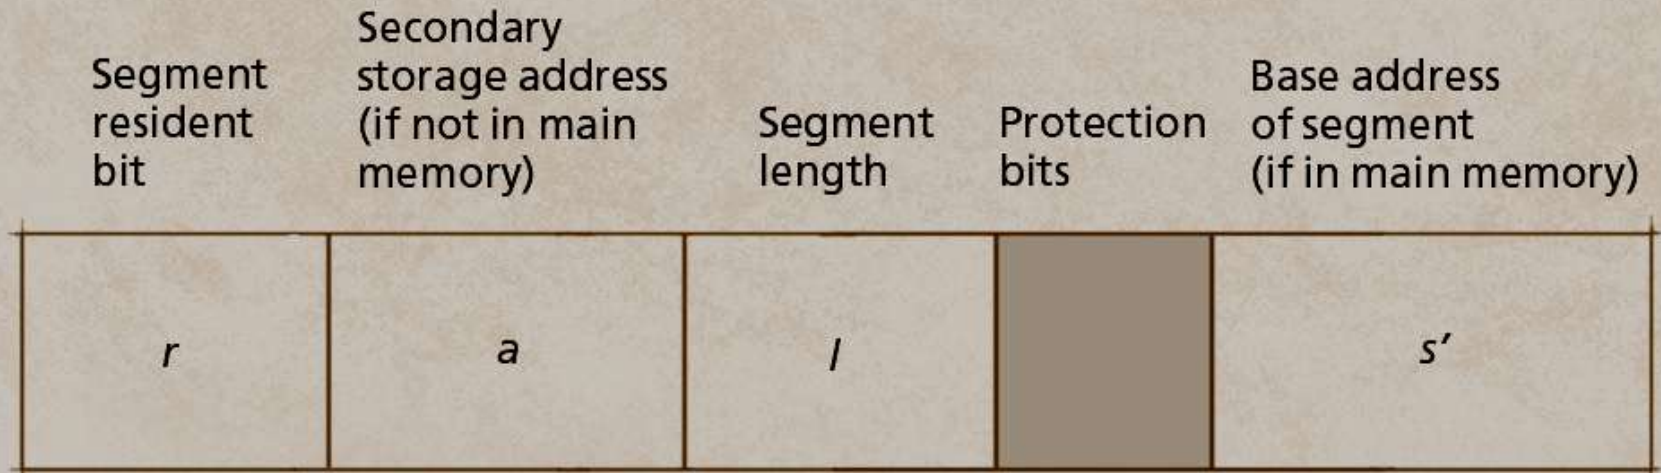 Segment
resident
bit
Secondary
storage address
(if not in main
memory)
Segment
length
Protection
bits
Base address
of segment
(if in main memory)
r
a
l
s′